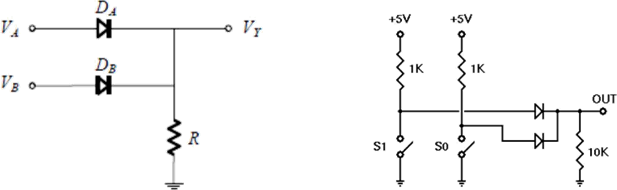 D_A
V_A
V_Y
D_B
V_B
R
+5V +5V
1K 1K
OUT
S1 S0
10K